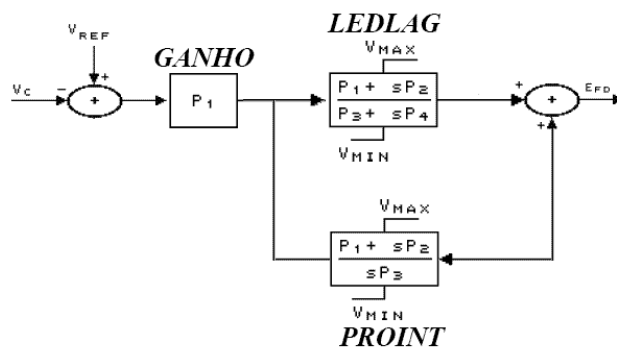 LEDLAG
VREF
GANHO
VMAX
+
VC
-
+
P1
P1 + sP2
P3 + sP4
+
+
EFD
+
VMIN
VMAX
P1 + sP2
sP3
VMIN
PROINT